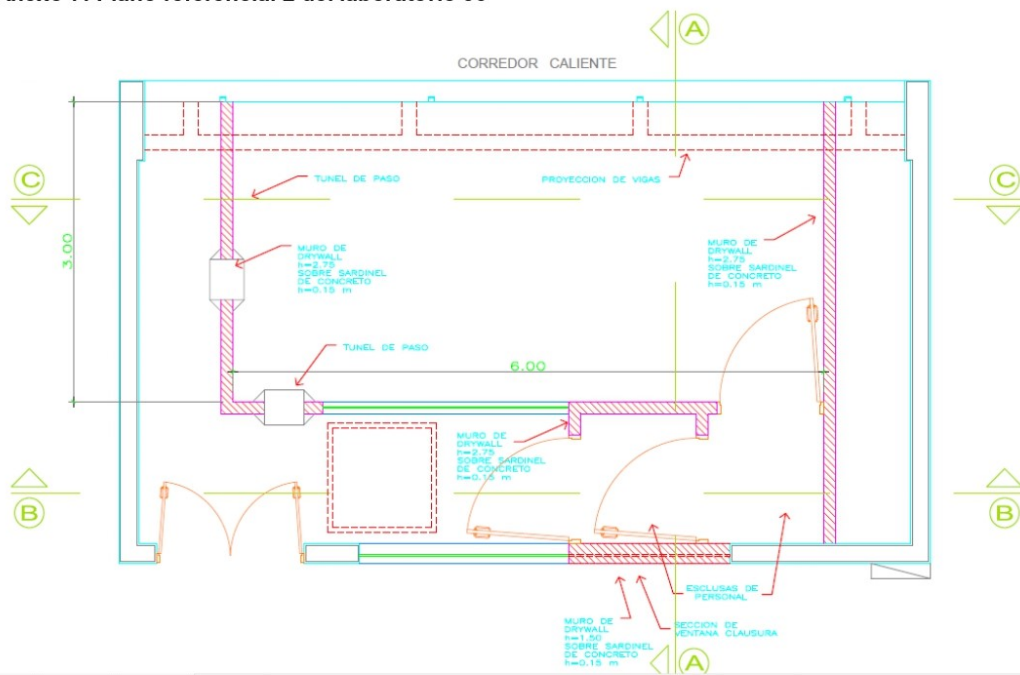 A
CORREDOR CALIENTE
TUNEL DE PASO
PROYECCION DE VIGAS
C
C
3.00
MURO DE
DRYWALL
h=2.75
SOBRE SARDINEL
DE CONCRETO
h=0.15 m
MURO DE
DRYWALL
h=2.75
SOBRE SARDINEL
DE CONCRETO
h=0.15 m
TUNEL DE PASO
6.00
MURO DE
DRYWALL
h=2.75
SOBRE SARDINEL
DE CONCRETO
h=0.15 m
B
B
ESCLUSAS DE
PERSONAL
MURO DE
DRYWALL
h=1.50
SOBRE SARDINEL
DE CONCRETO
h=0.15 m
SECCION DE
VENTANA CLAUSURA
A